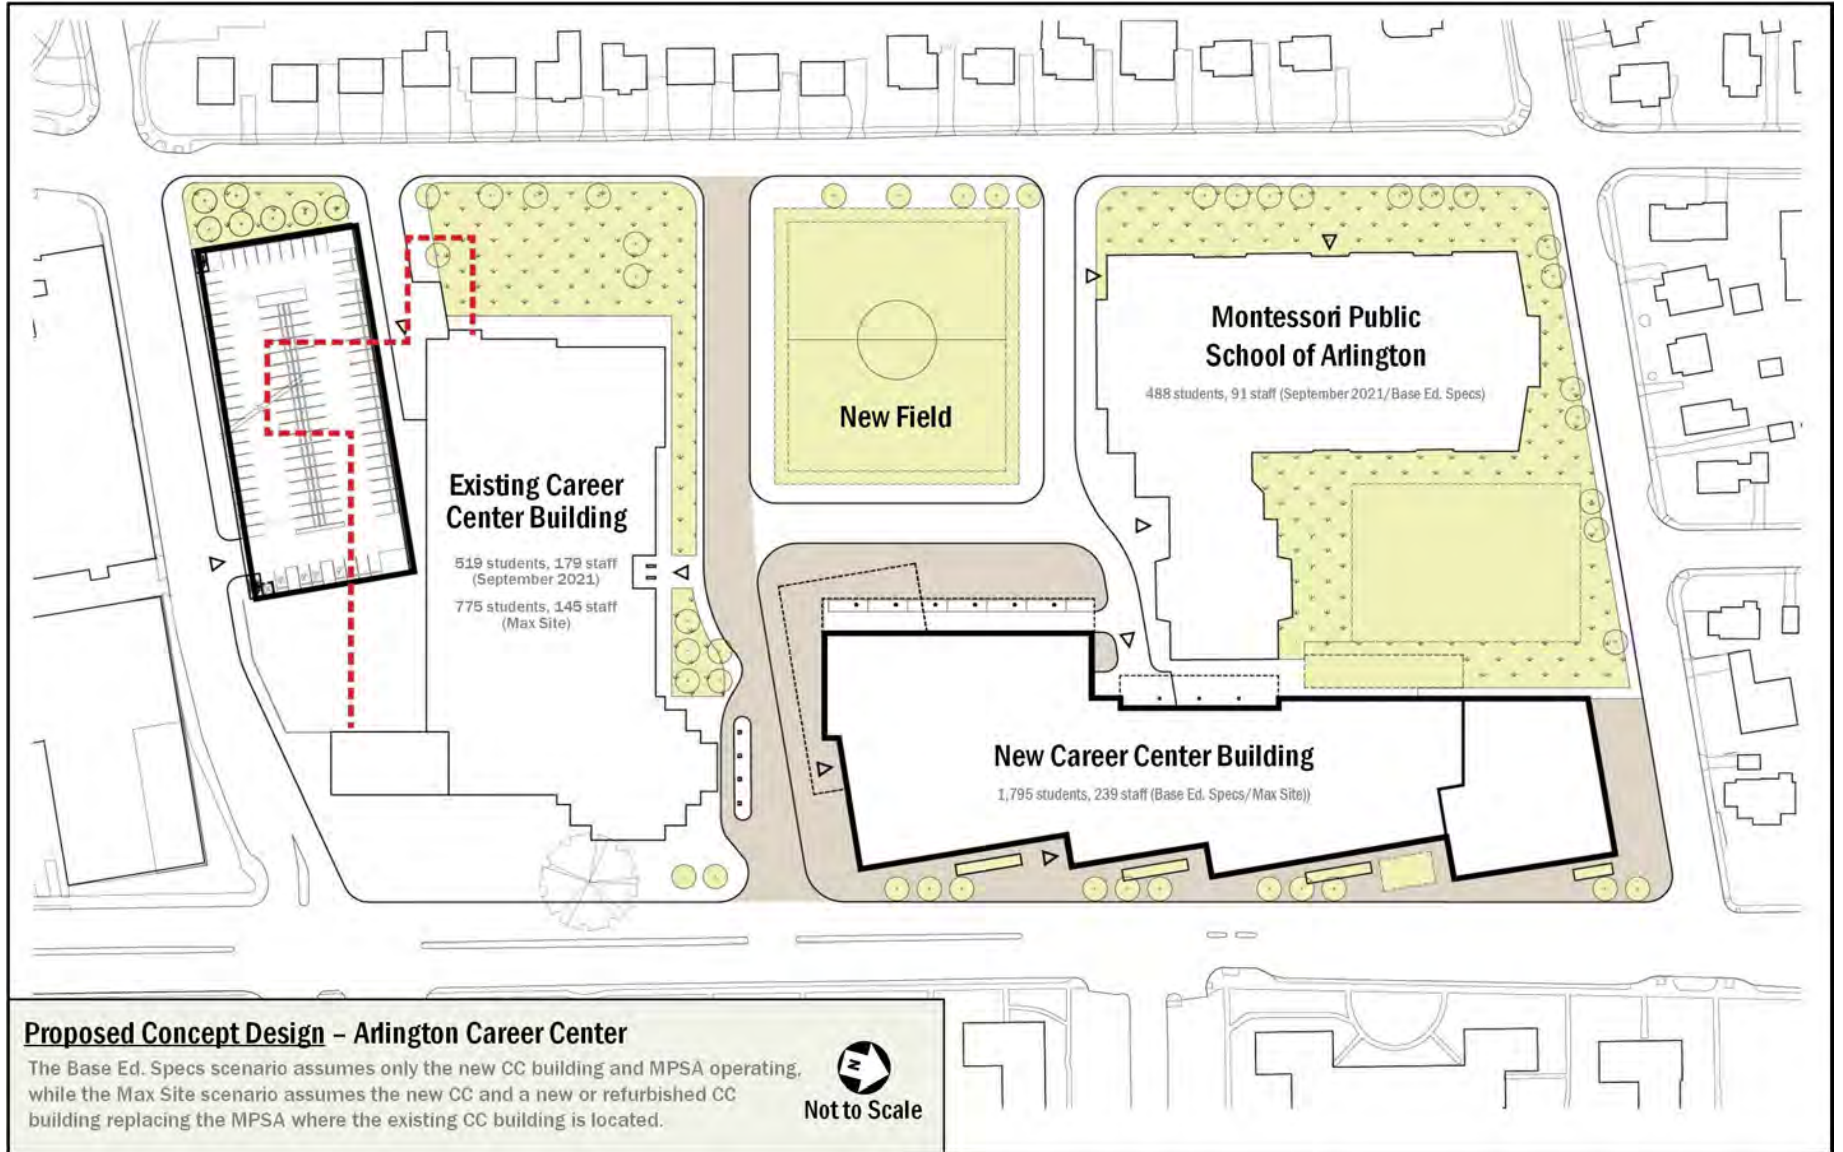 Montessori Public
School of Arlington
488 students, 91 staff (September 2021/Base Ed. Specs)
New Field
Existing Career
Center Building
519 students, 179 staff
(September 2021)
775 students, 145 staff
(Max Site)
New Career Center Building
1,795 students, 239 staff (Base Ed. Specs/Max Site))
Proposed Concept Design – Arlington Career Center
The Base Ed. Specs scenario assumes only the new CC building and MPSA operating,
while the Max Site scenario assumes the new CC and a new or refurbished CC
building replacing the MPSA where the existing CC building is located.
N
Not to Scale